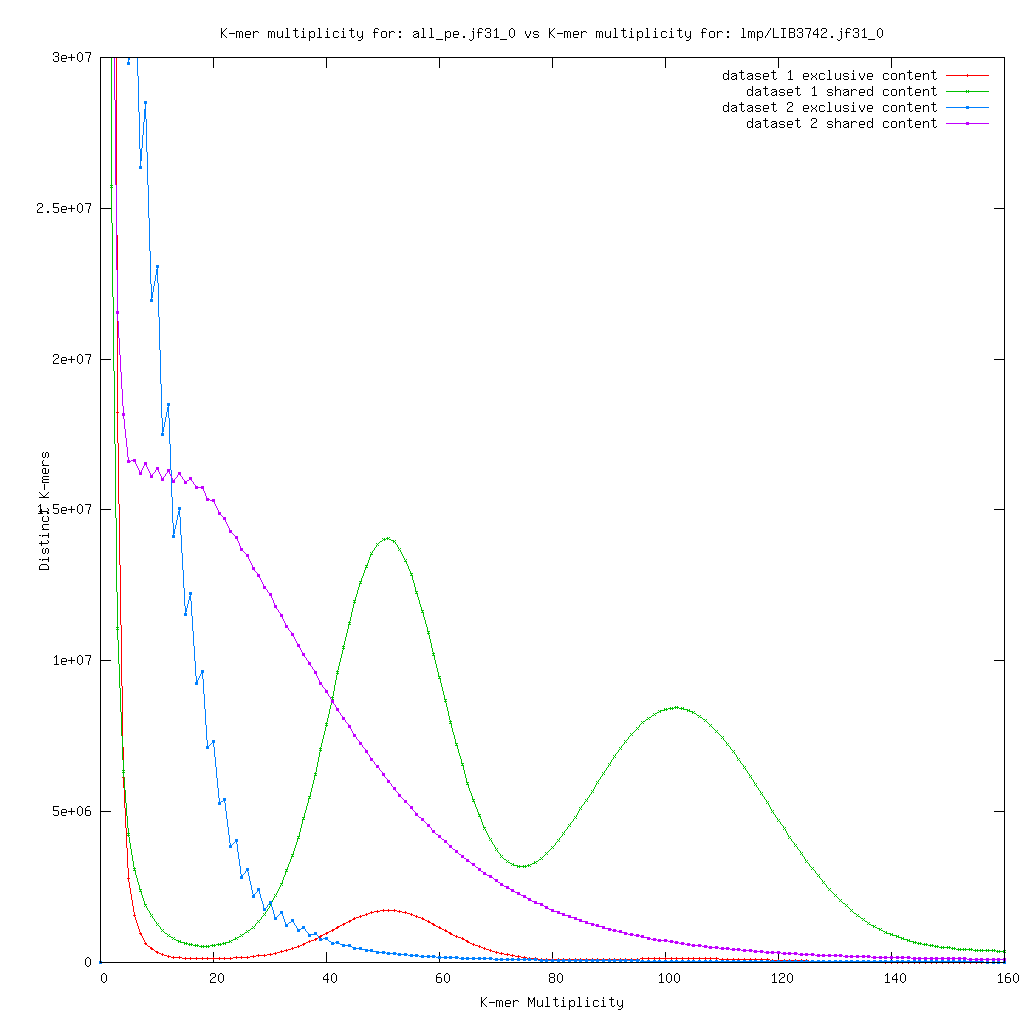 K-mer multiplicity for: all_pe.jf31_0 vs K-mer multiplicity for: lmp/LIB3742.jf31_0
3e+07
dataset 1 exclusive content
dataset 1 shared content
dataset 2 exclusive content
dataset 2 shared content
2.5e+07
2e+07
Distinct K-mers
1.5e+07
1e+07
5e+06
0
0 20 40 60 80 100 120 140 160
K-mer Multiplicity